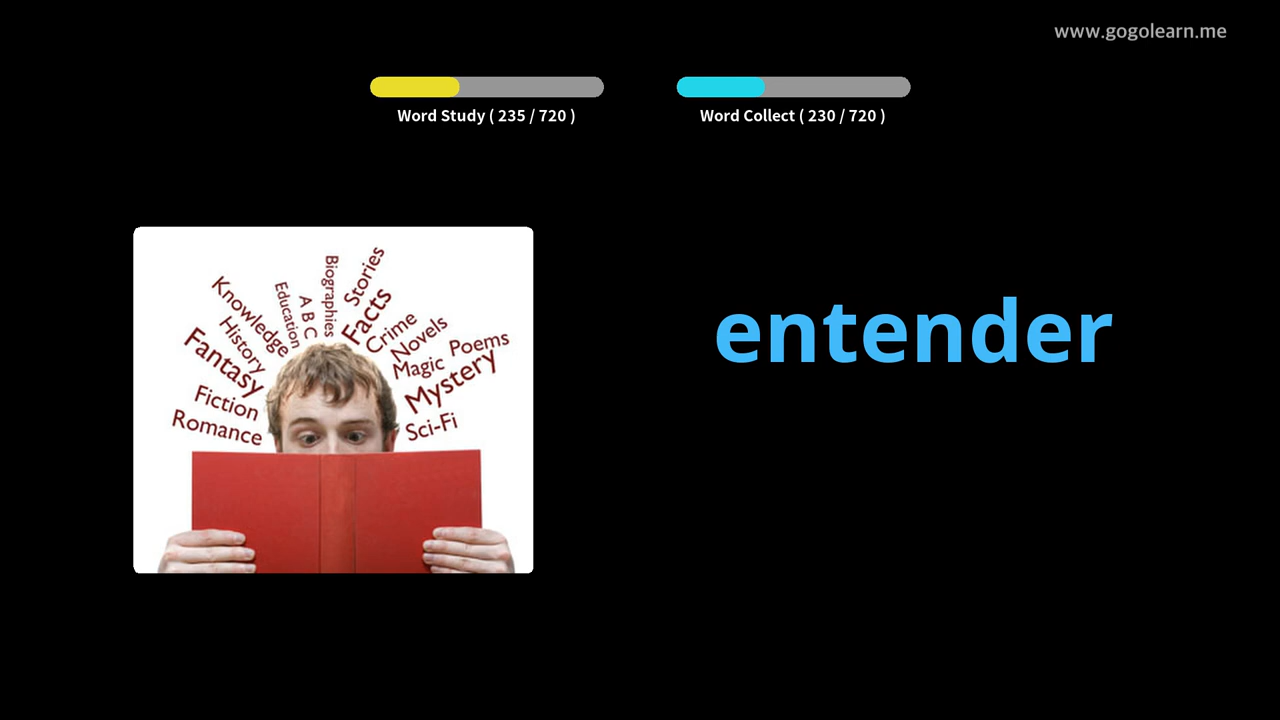 www.gogolearn.me
Word Study ( 235 / 720 )
Word Collect ( 230 / 720 )
Knowledge
Education
A B C
Biographies
Stories
Facts
Crime
Novels
Poems
History
Fantasy
Magic
Mystery
Fiction
Romance
Sci-Fi
entender